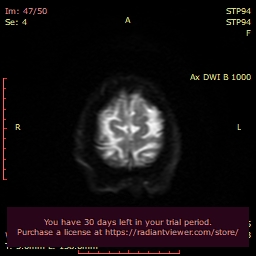 Im: 47/50
STP94
Se: 4
A
STP94
F
Ax DWI B 1000
R
L
You have 30 days left in your trial period.
Purchase a license at https://radiantviewer.com/store/